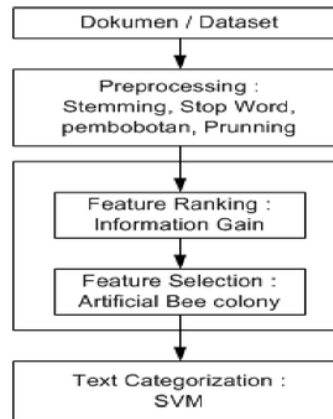 Dokumen / Dataset
Preprocessing :
Stemming, Stop Word,
pembobotan, Prunning
Feature Ranking :
Information Gain
Feature Selection :
Artificial Bee colony
Text Categorization :
SVM